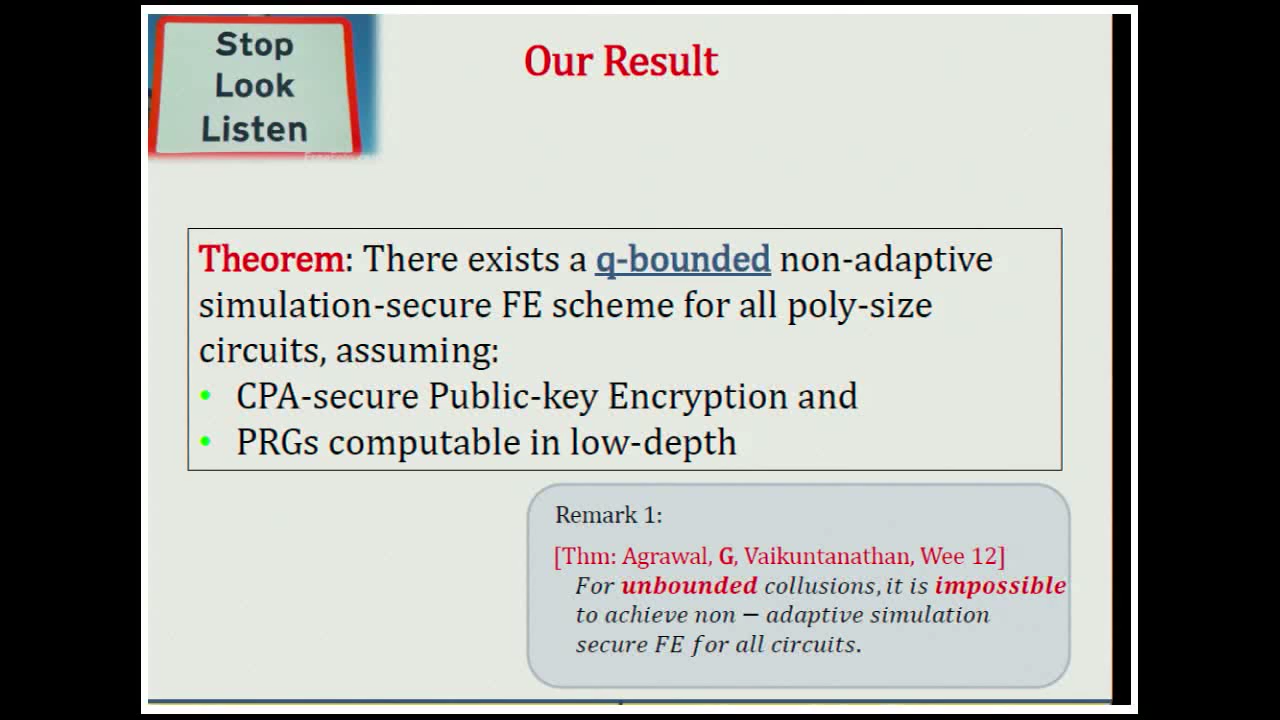 Stop
Look
Listen
Our Result
Theorem: There exists a q-bounded non-adaptive
simulation-secure FE scheme for all poly-size
circuits, assuming:
• CPA-secure Public-key Encryption and
• PRGs computable in low-depth
Remark 1:
[Thm: Agrawal, G, Vaikuntanathan, Wee 12]
For unbounded collusions, it is impossible
to achieve non − adaptive simulation
secure FE for all circuits.